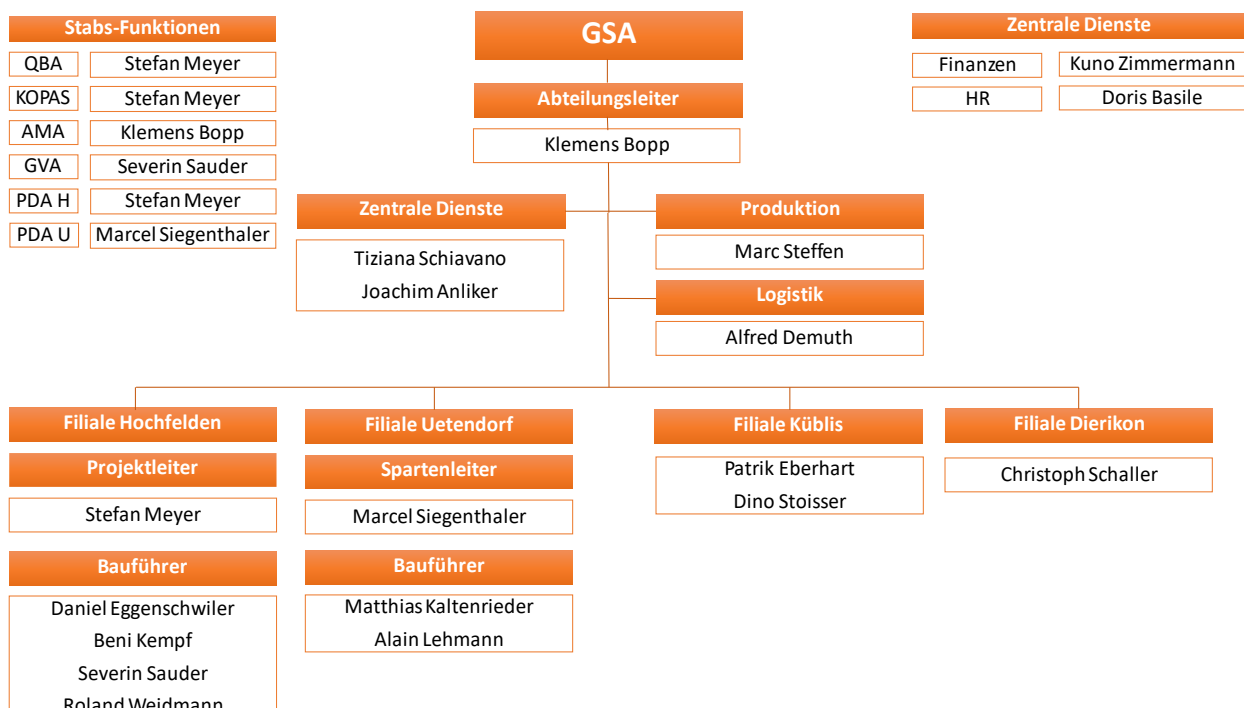 Stabs-Funktionen
QBA Stefan Meyer
KOPAS Stefan Meyer
AMA Klemens Bopp
GVA Severin Sauder
PDA H Stefan Meyer
PDA U Marcel Siegenthaler
GSA
Abteilungsleiter
Klemens Bopp
Zentrale Dienste
Finanzen Kuno Zimmermann
HR Doris Basile
Zentrale Dienste
Tiziana Schiavano
Joachim Anliker
Produktion
Marc Steffen
Logistik
Alfred Demuth
Filiale Hochfelden
Projektleiter
Stefan Meyer
Bauführer
Daniel Eggenschwiler
Beni Kempf
Severin Sauder
Roland Weidmann
Filiale Uetendorf
Spartenleiter
Marcel Siegenthaler
Bauführer
Matthias Kaltenrieder
Alain Lehmann
Filiale Küblis
Patrik Eberhart
Dino Stoisser
Filiale Dierikon
Christoph Schaller